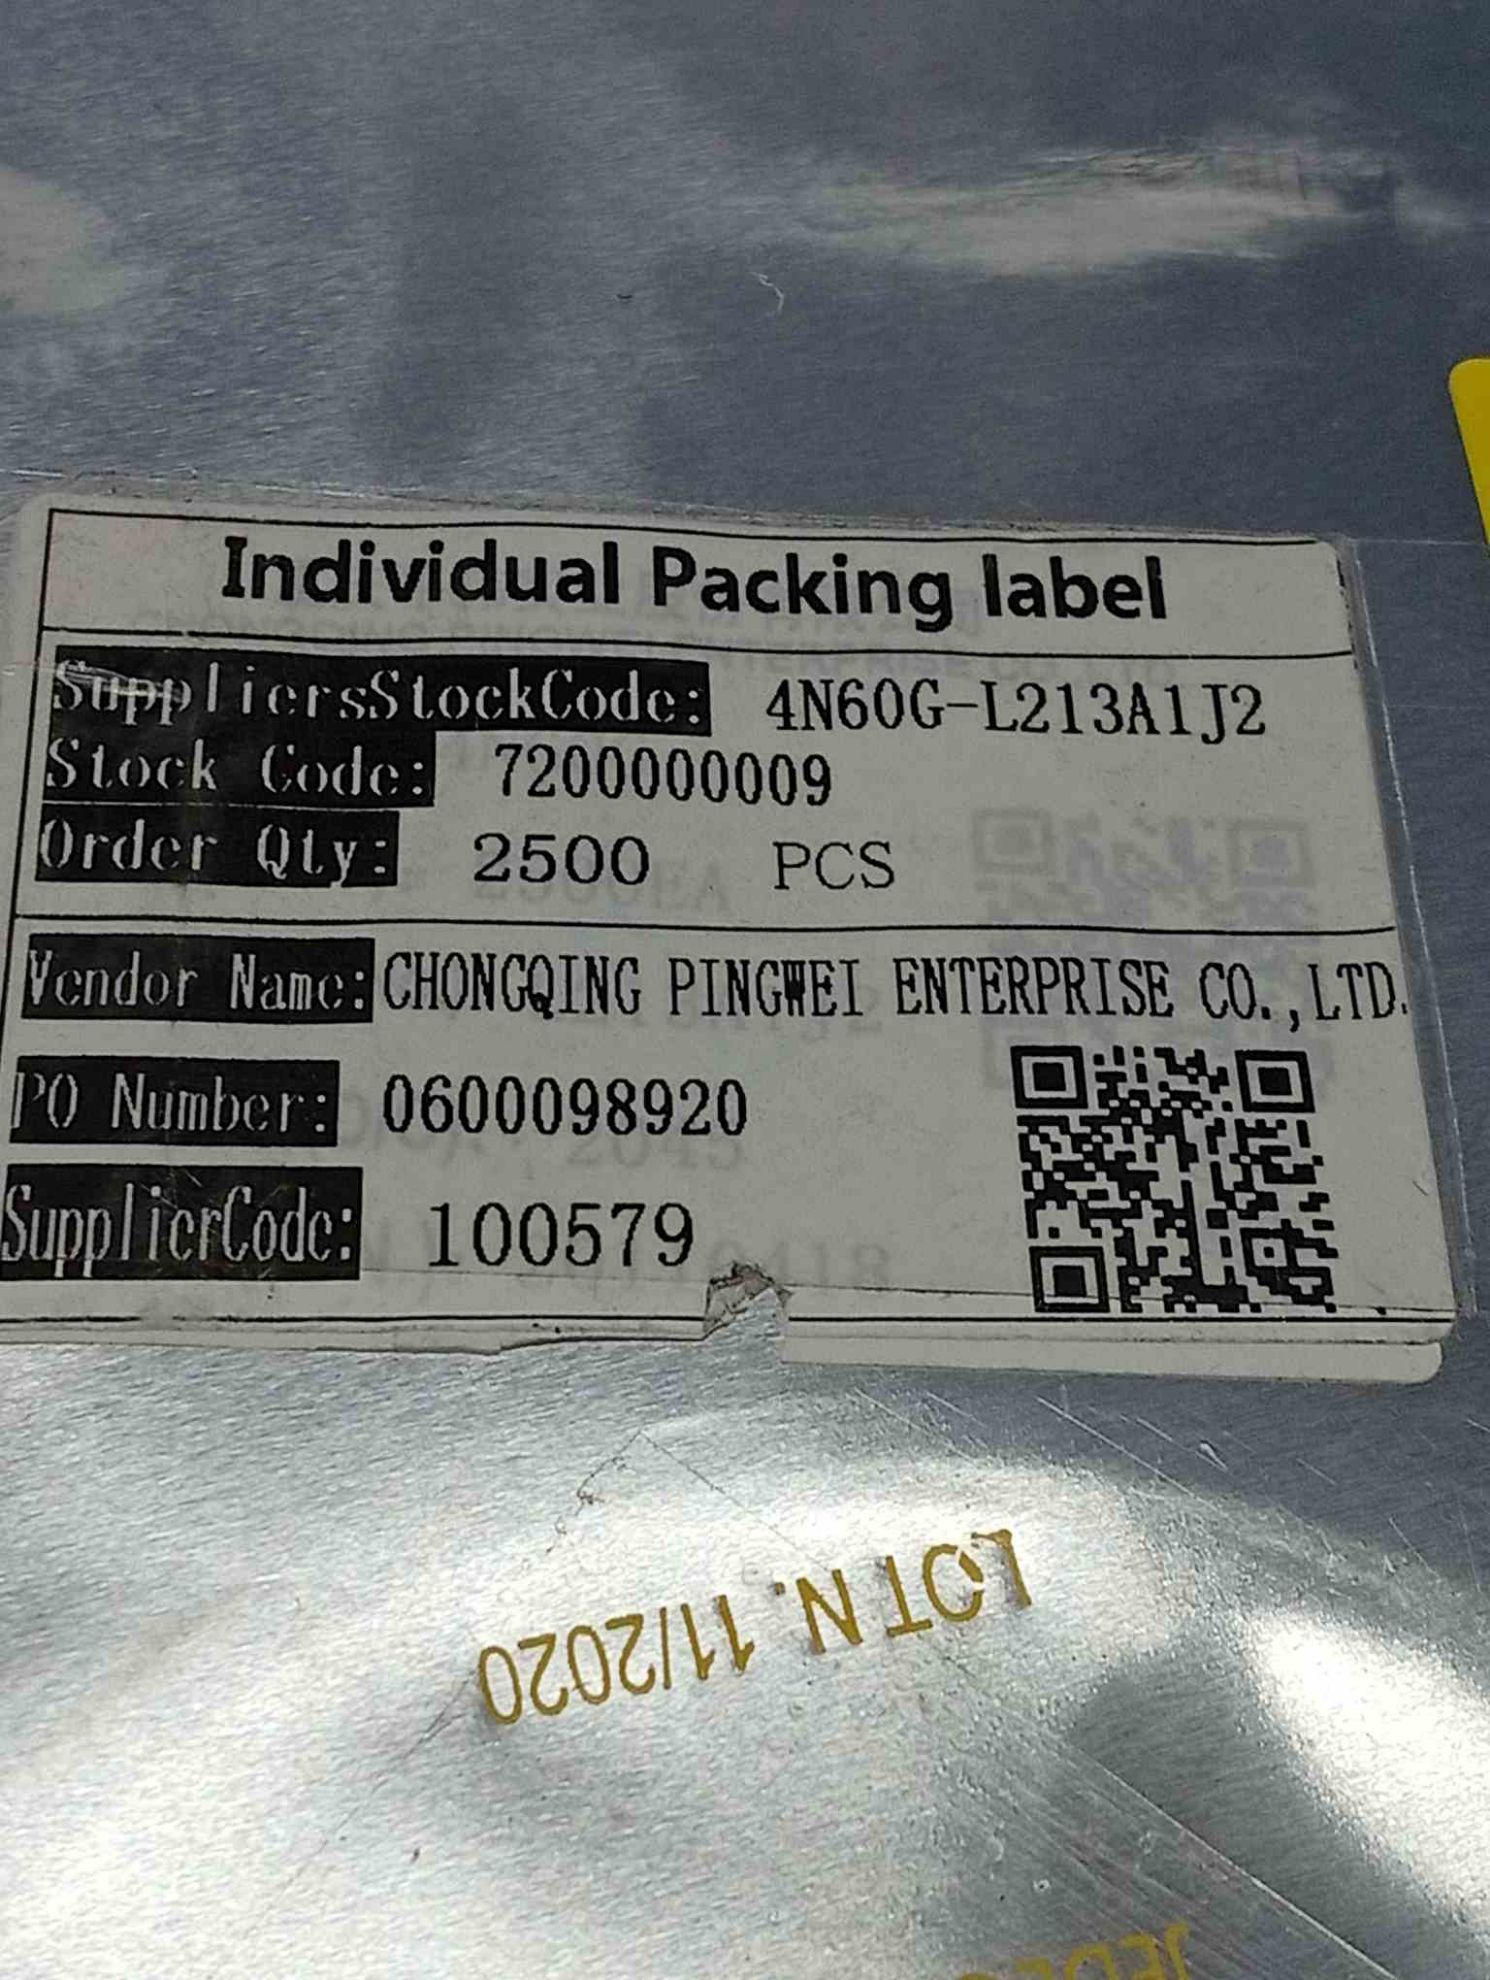 Individual Packing label
SuppliersStockCode: 4N60G-L213A1J2
Stock Code: 7200000009
Order Qty: 2500 PCS
Vendor Name: CHONGQING PINGWEI ENTERPRISE CO.,LTD.
PO Number: 0600098920
SupplierCode: 100579
LOT N. 11/2020